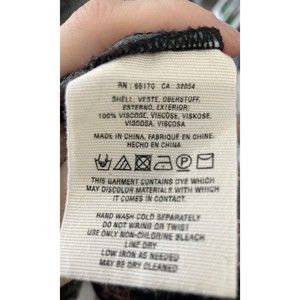 RN : 66170 CA : 32054
SHELL, VESTE, OBERSTOFF,
ESTERNO, EXTERIOR:
100% VISCOSE, VISCOSE, VISKOSE,
VISCOSA, VISCOSA
MADE IN CHINA, FABRIQUÉ EN CHINE,
HECHO EN CHINA
THIS GARMENT CONTAINS DYE WHICH
MAY DISCOLOR MATERIALS WITH WHICH
IT COMES IN CONTACT.
HAND WASH COLD SEPARATELY
DO NOT WRING OR TWIST
USE ONLY NON-CHLORINE BLEACH
LINE DRY
LOW IRON AS NEEDED
MAY BE DRY CLEANED